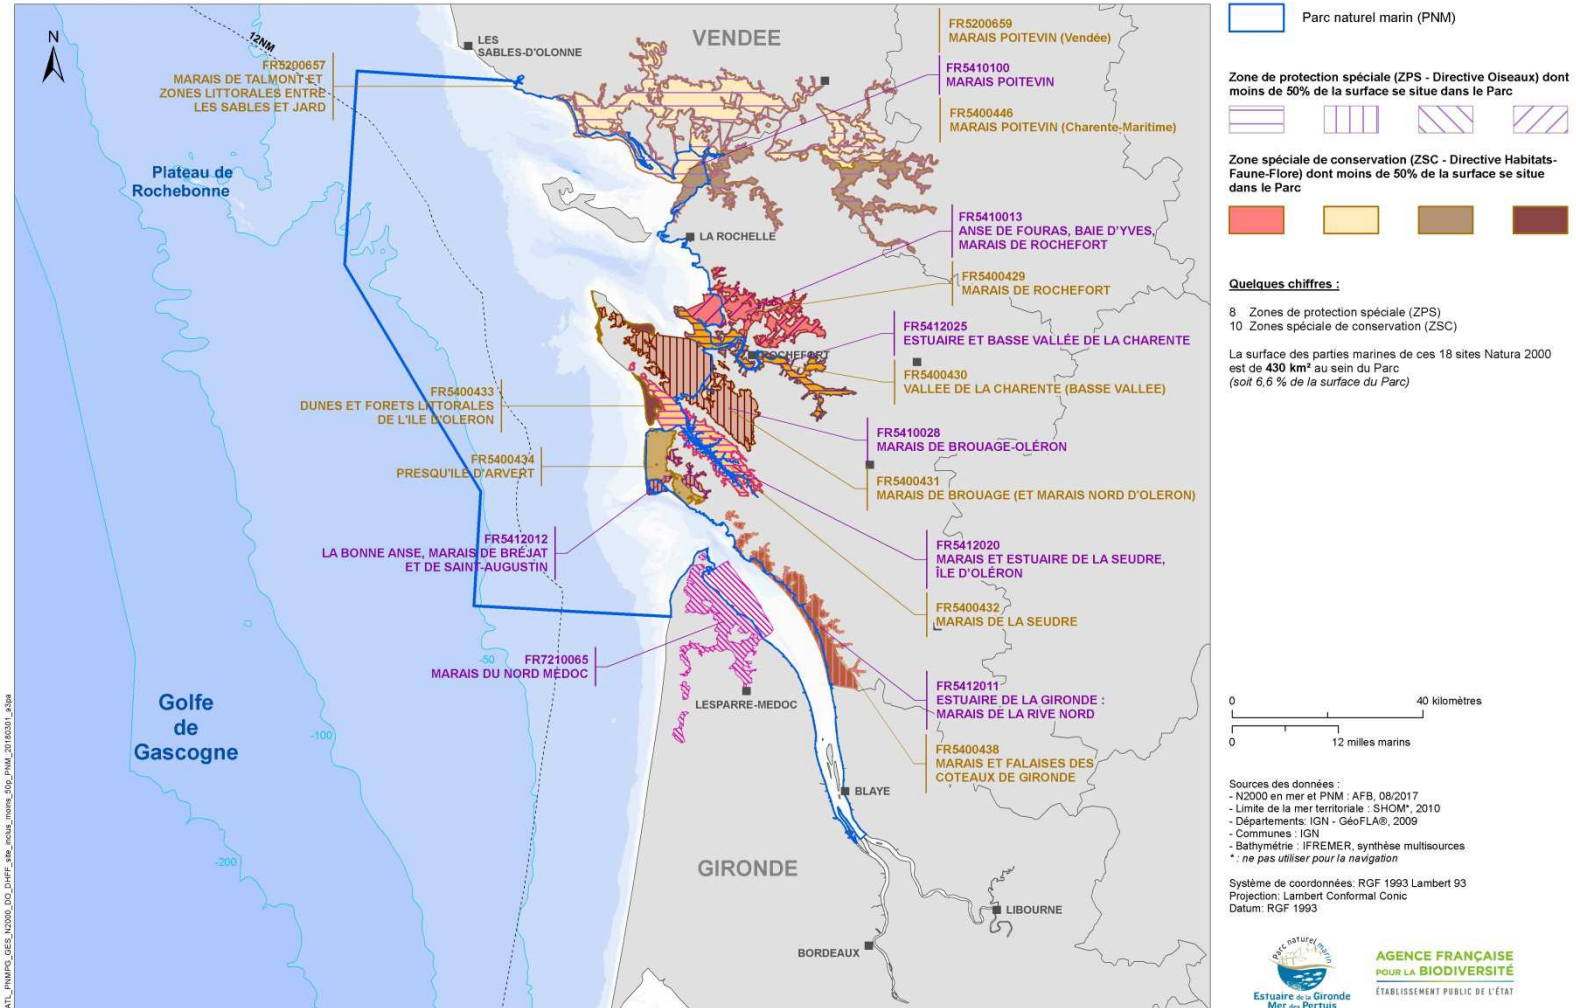 N
12NM
LES
SABLES-D'OLONNE
VENDEE
FR5200657
MARAIS DE TALMONT ET
ZONES LITTORALES ENTRE
LES SABLES ET JARD
FR5200659
MARAIS POITEVIN (Vendée)
FR5410100
MARAIS POITEVIN
FR5400446
MARAIS POITEVIN (Charente-Maritime)
Plateau de
Rochebonne
LA ROCHELLE
FR5410013
ANSE DE FOURAS, BAIE D'YVES,
MARAIS DE ROCHEFORT
FR5400429
MARAIS DE ROCHEFORT
FR5412025
ESTUAIRE ET BASSE VALLÉE DE LA CHARENTE
ROCHEFORT
FR5400430
VALLEE DE LA CHARENTE (BASSE VALLEE)
FR5400433
DUNES ET FORETS LITTORALES
DE L'ILE D'OLERON
FR5410028
MARAIS DE BROUAGE-OLÉRON
FR5400434
PRESQU'ILE D'ARVERT
FR5400431
MARAIS DE BROUAGE (ET MARAIS NORD D'OLERON)
FR5412012
LA BONNE ANSE, MARAIS DE BRÉJAT
ET DE SAINT-AUGUSTIN
FR5412020
MARAIS ET ESTUAIRE DE LA SEUDRE,
ÎLE D'OLÉRON
FR5400432
MARAIS DE LA SEUDRE
FR7210065
MARAIS DU NORD MÉDOC
-50
FR5412011
ESTUAIRE DE LA GIRONDE :
MARAIS DE LA RIVE NORD
LESPARRE-MEDOC
Golfe
de
Gascogne
-100
FR5400438
MARAIS ET FALAISES DES
COTEAUX DE GIRONDE
BLAYE
-200
GIRONDE
LIBOURNE
BORDEAUX
Parc naturel marin (PNM)
Zone de protection spéciale (ZPS - Directive Oiseaux) dont
moins de 50% de la surface se situe dans le Parc
Zone spéciale de conservation (ZSC - Directive Habitats-
Faune-Flore) dont moins de 50% de la surface se situe
dans le Parc
Quelques chiffres :
8 Zones de protection spéciale (ZPS)
10 Zones spéciale de conservation (ZSC)
La surface des parties marines de ces 18 sites Natura 2000
est de 430 km² au sein du Parc
(soit 6,6 % de la surface du Parc)
0 40 kilomètres
0 12 milles marins
Sources des données :
- N2000 en mer et PNM : AFB, 08/2017
- Limite de la mer territoriale : SHOM*, 2010
- Départements: IGN - GéoFLA®, 2009
- Communes : IGN
- Bathymétrie : IFREMER, synthèse multisources
* : ne pas utiliser pour la navigation
Système de coordonnées: RGF 1993 Lambert 93
Projection: Lambert Conformal Conic
Datum: RGF 1993
Parc naturel marin
Estuaire de la Gironde
Mer des Pertuis
AGENCE FRANÇAISE
POUR LA BIODIVERSITÉ
ÉTABLISSEMENT PUBLIC DE L'ÉTAT